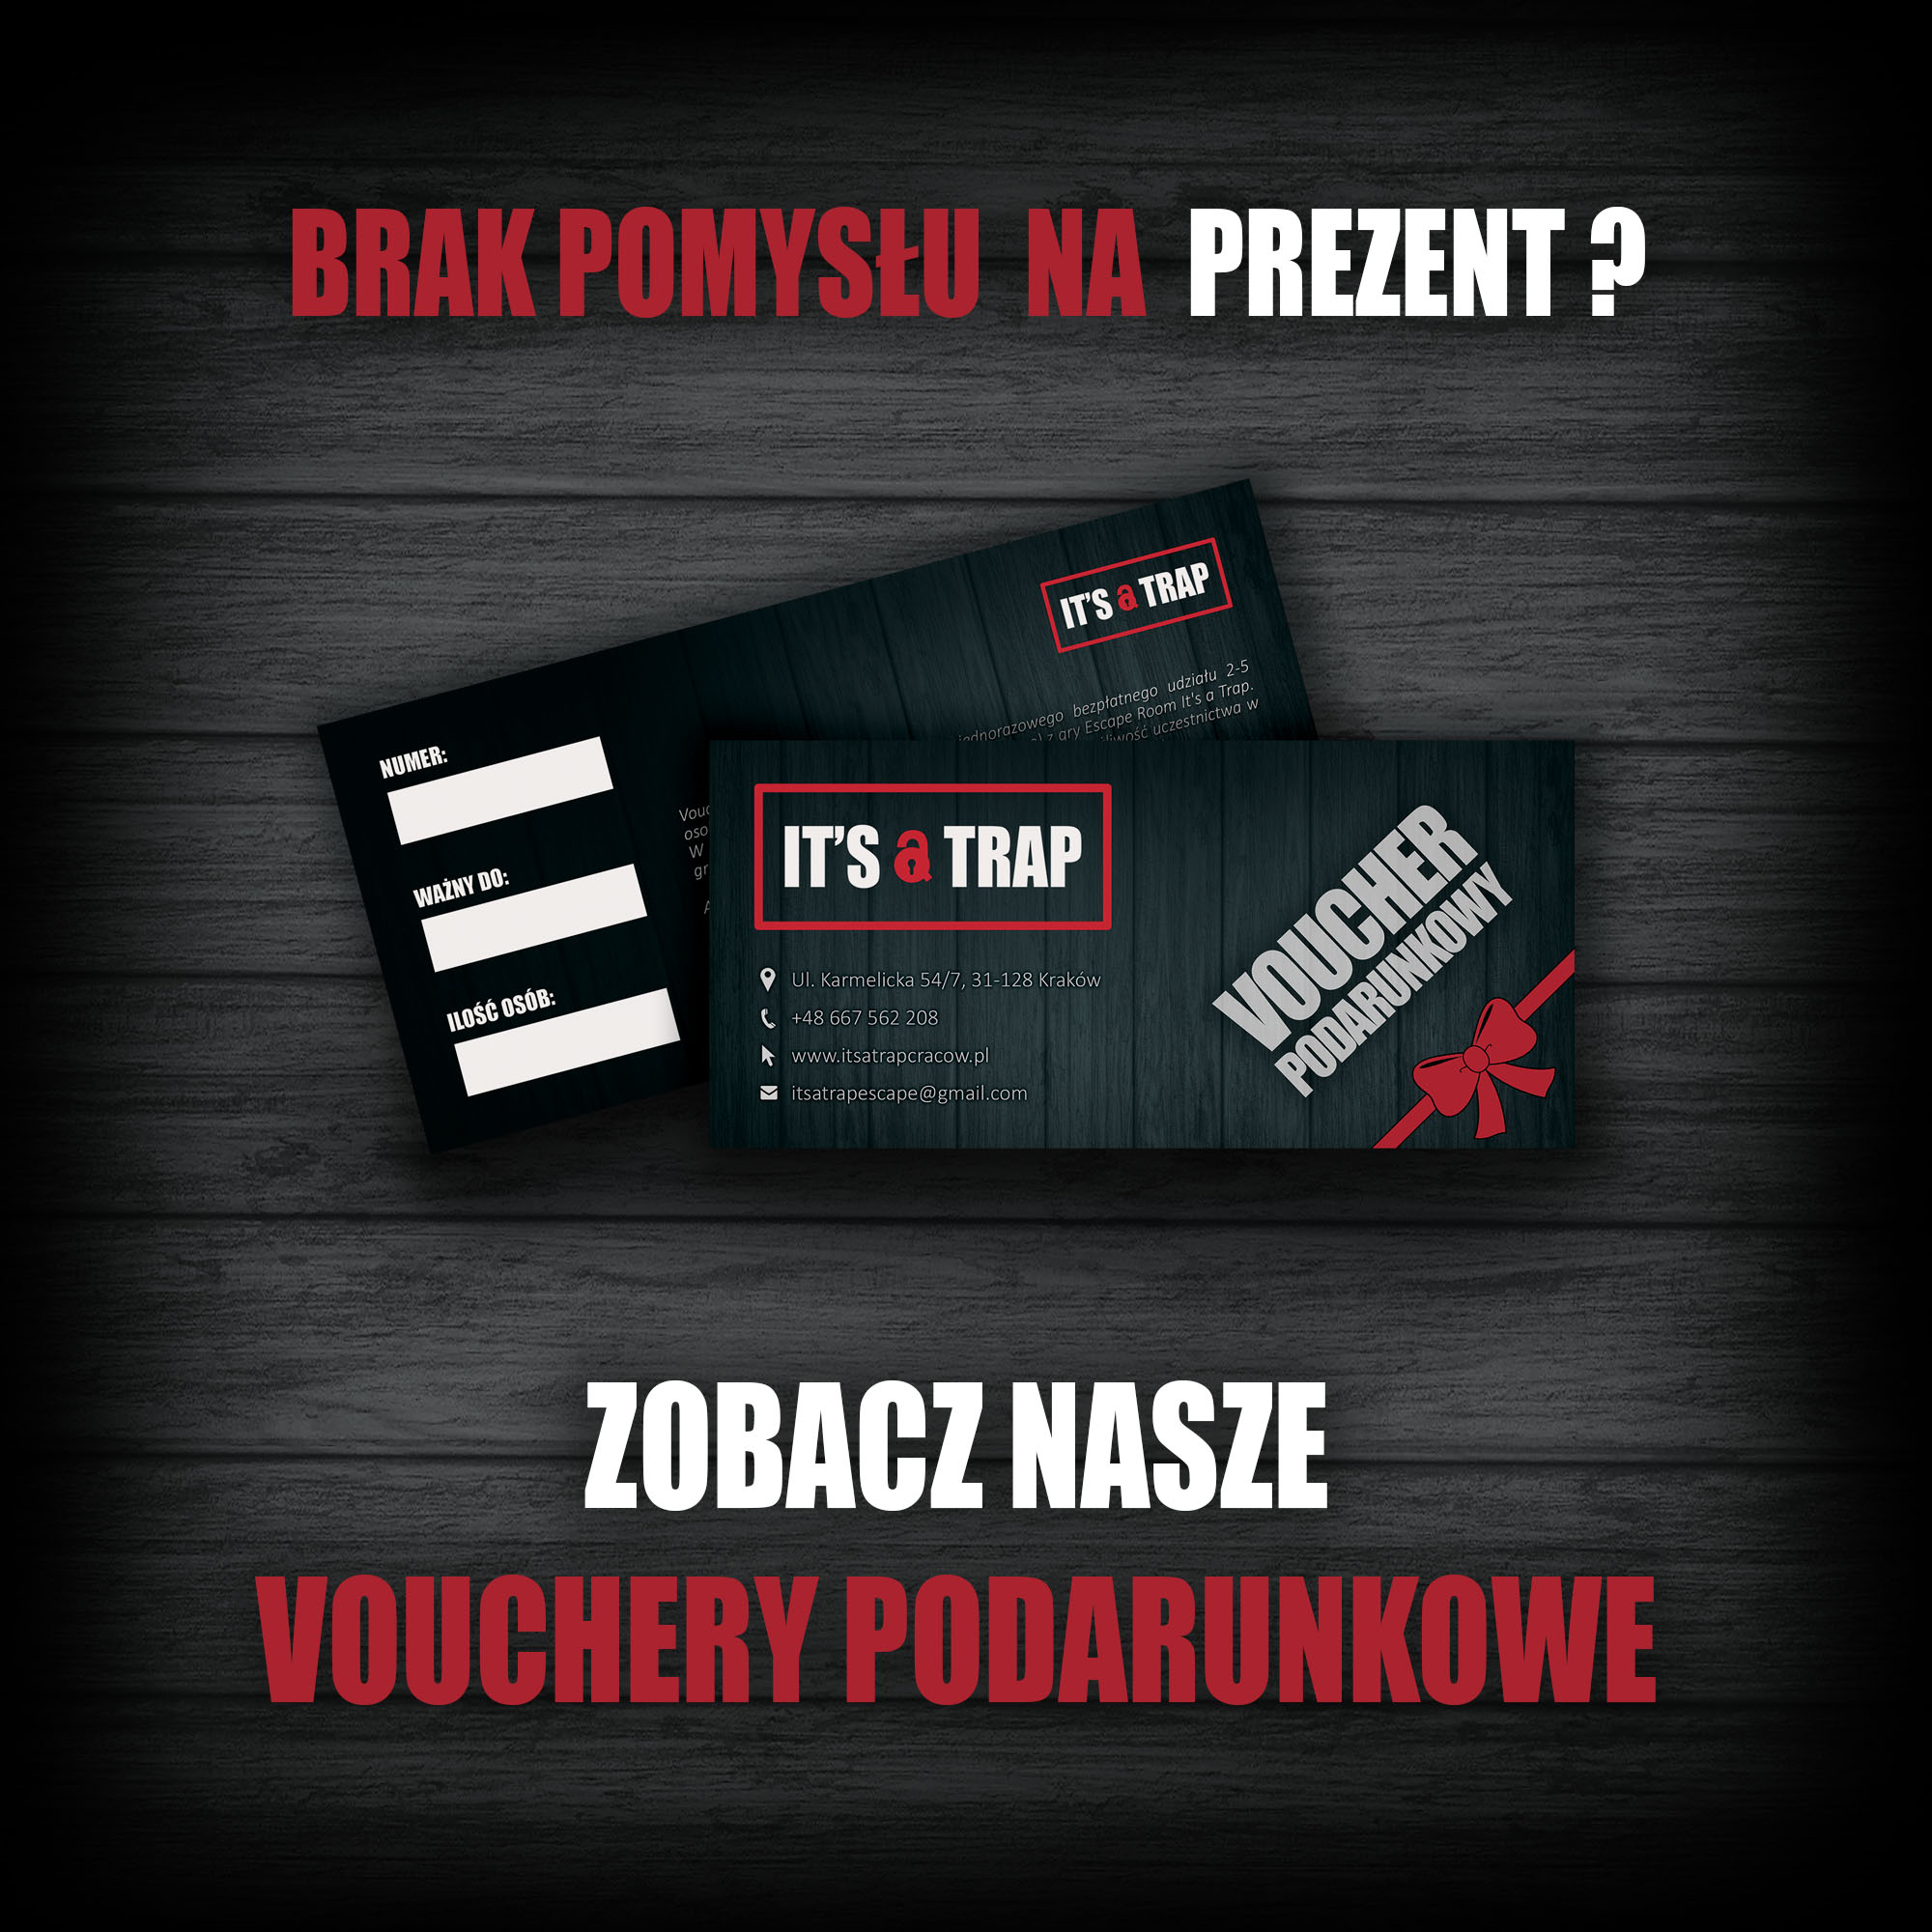 BRAK POMYSŁU NA PREZENT ?
IT'S a TRAP
jednorazowego bezpłatnego udziału 2-5
z gry Escape Room It's a Trap.
uczestnictwa w
NUMER:
WAŻNY DO:
ILOŚĆ OSÓB:
W
IT'S a TRAP
Ul. Karmelicka 54/7, 31-128 Kraków
+48 667 562 208
www.itsatrapcracow.pl
itsatrapescape@gmail.com
VOUCHER
PODARUNKOWY
ZOBACZ NASZE
VOUCHERY PODARUNKOWE